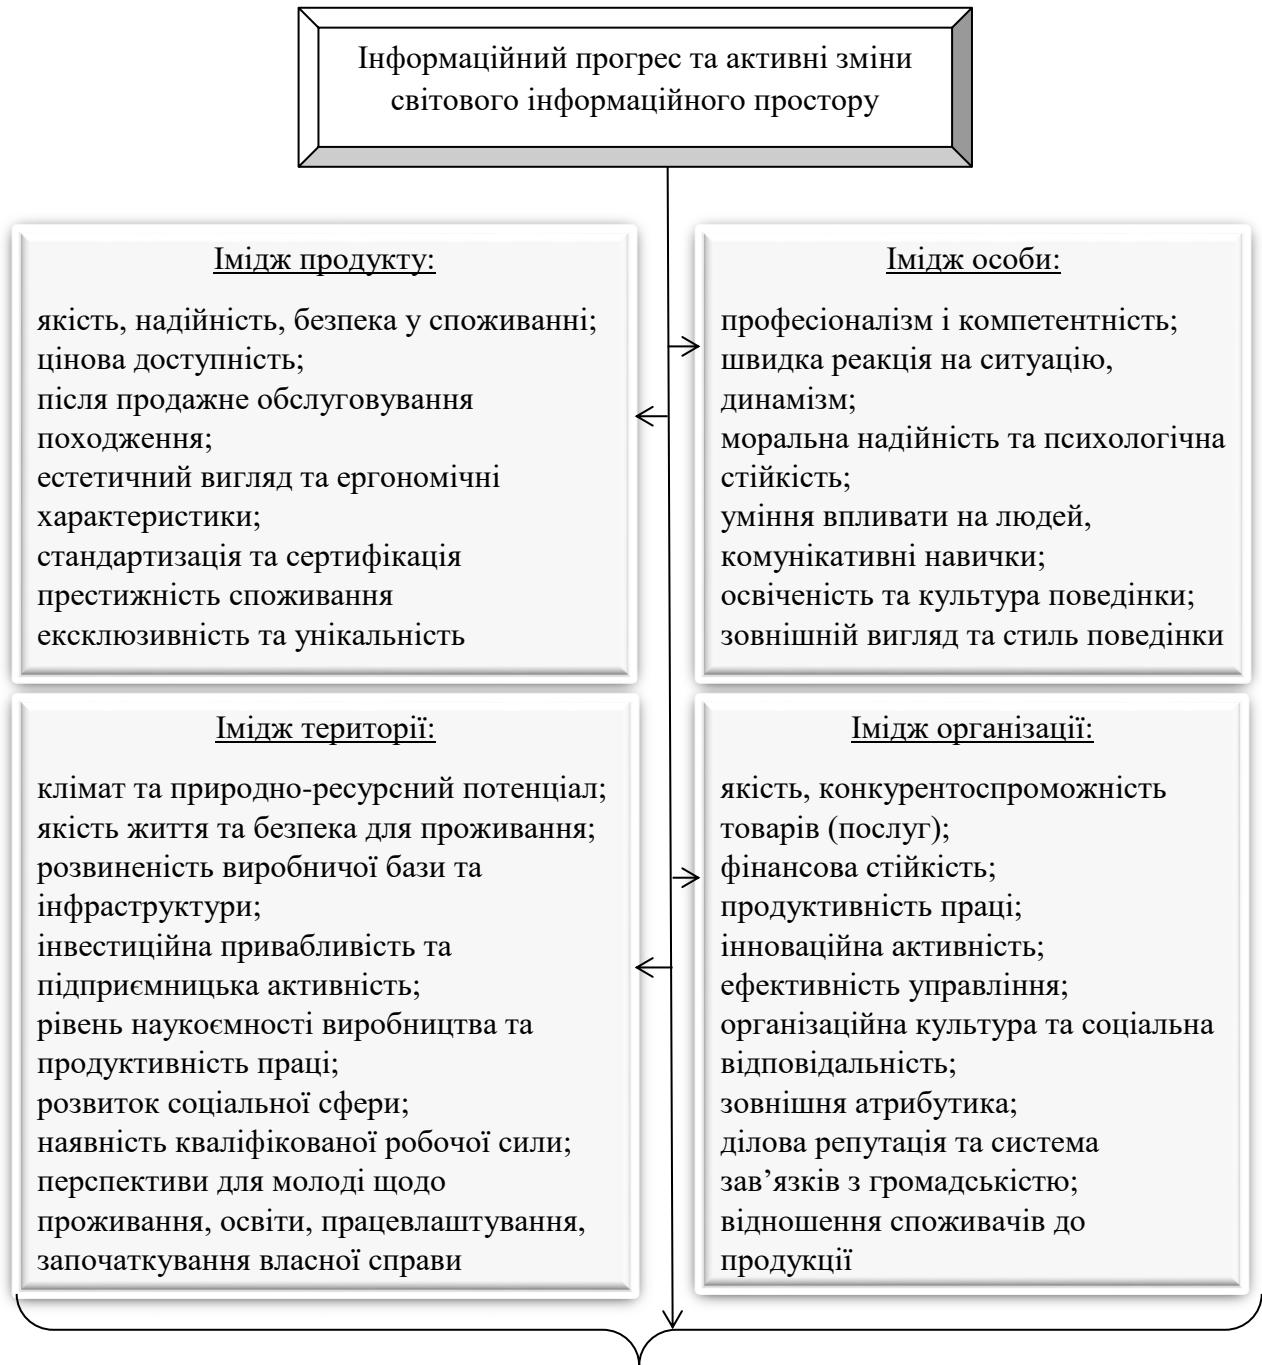 Інформаційний прогрес та активні зміни
світового інформаційного простору
Імідж продукту:
якість, надійність, безпека у споживанні;
цінова доступність;
після продажне обслуговування
походження;
естетичний вигляд та ергономічні
характеристики;
стандартизація та сертифікація
престижність споживання
ексклюзивність та унікальність
Імідж особи:
професіоналізм і компетентність;
швидка реакція на ситуацію,
динамізм;
моральна надійність та психологічна
стійкість;
уміння впливати на людей,
комунікативні навички;
освіченість та культура поведінки;
зовнішній вигляд та стиль поведінки
Імідж території:
клімат та природно-ресурсний потенціал;
якість життя та безпека для проживання;
розвиненість виробничої бази та
інфраструктури;
інвестиційна привабливість та
підприємницька активність;
рівень наукоємності виробництва та
продуктивність праці;
розвиток соціальної сфери;
наявність кваліфікованої робочої сили;
перспективи для молоді щодо
проживання, освіти, працевлаштування,
започаткування власної справи
Імідж організації:
якість, конкурентоспроможність
товарів (послуг);
фінансова стійкість;
продуктивність праці;
інноваційна активність;
ефективність управління;
організаційна культура та соціальна
відповідальність;
зовнішня атрибутика;
ділова репутація та система
зав’язків з громадськістю;
відношення споживачів до
продукції